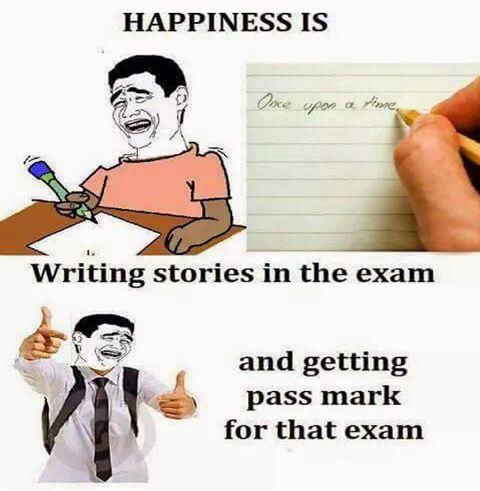 HAPPINESS IS
Once upon a time
Writing stories in the exam
and getting
pass mark
for that exam